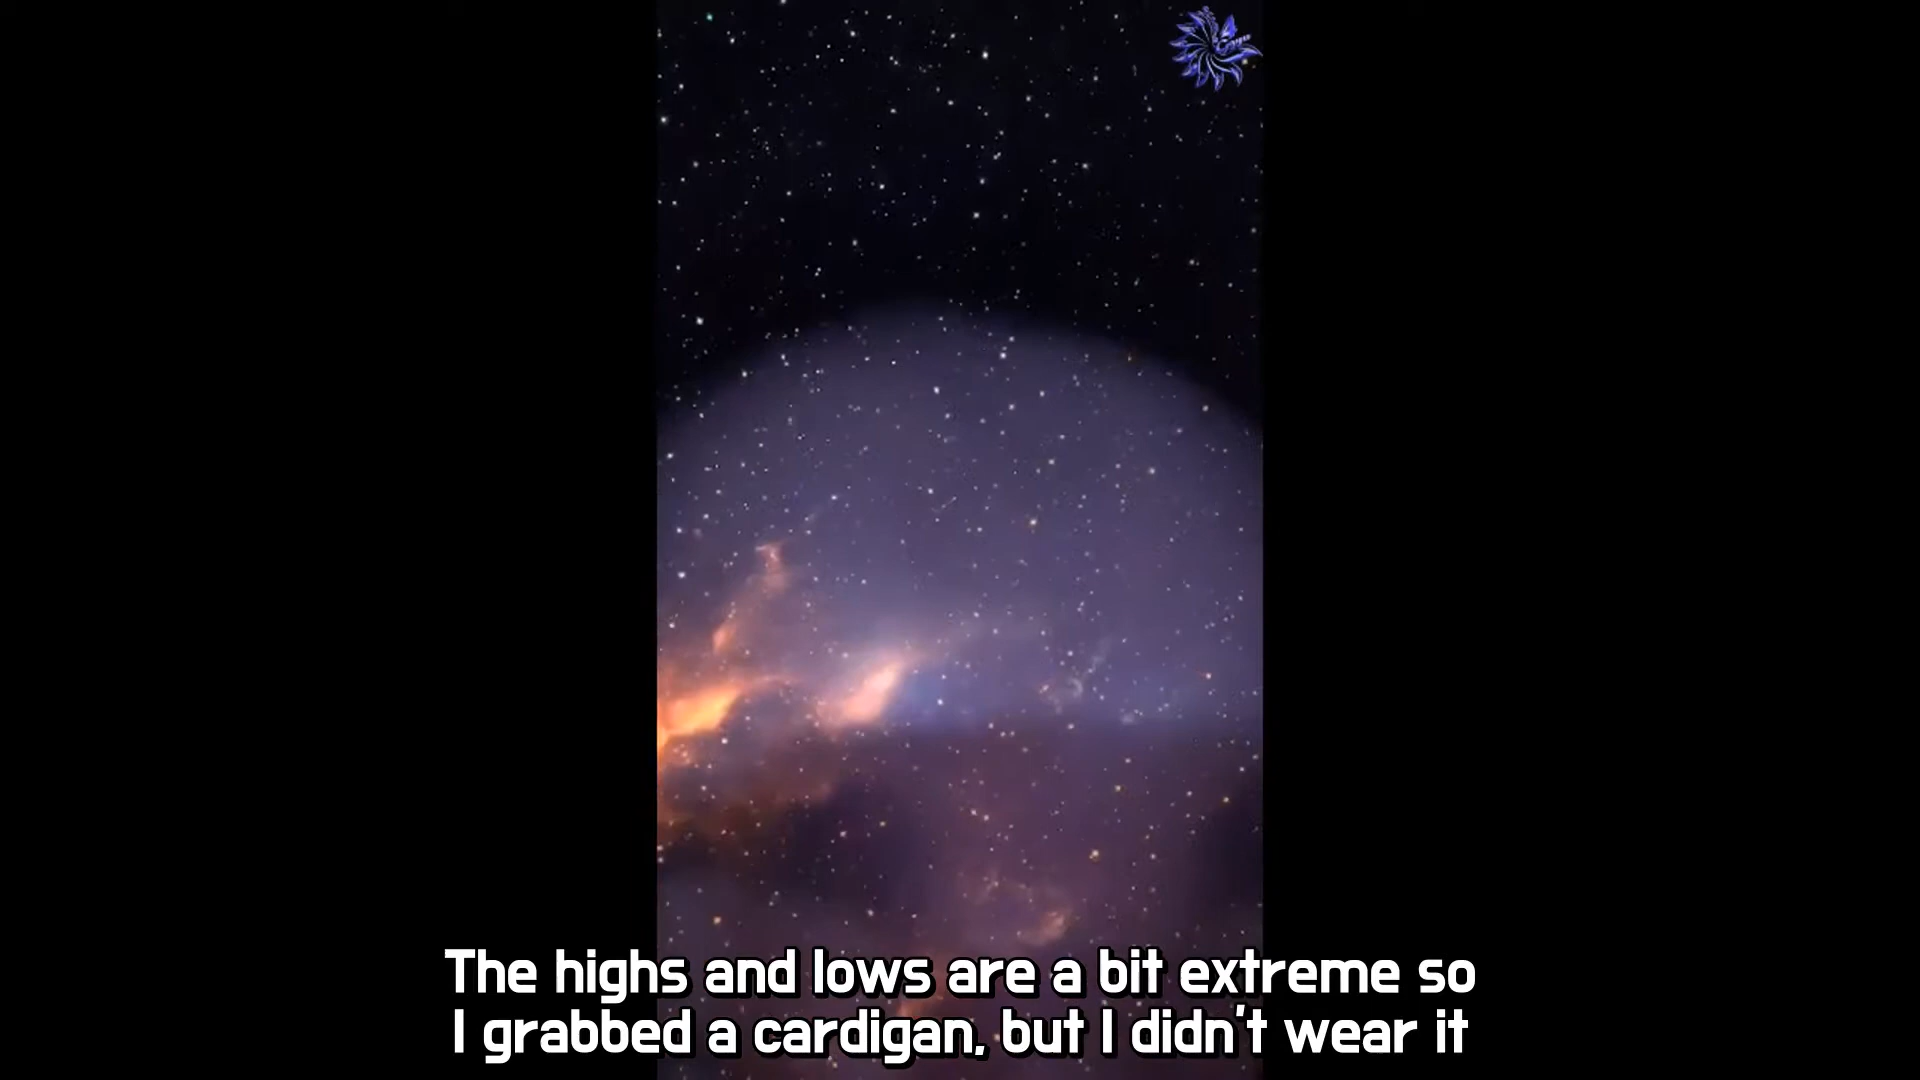 The highs and lows are a bit extreme so
I grabbed a cardigan, but I didn't wear it